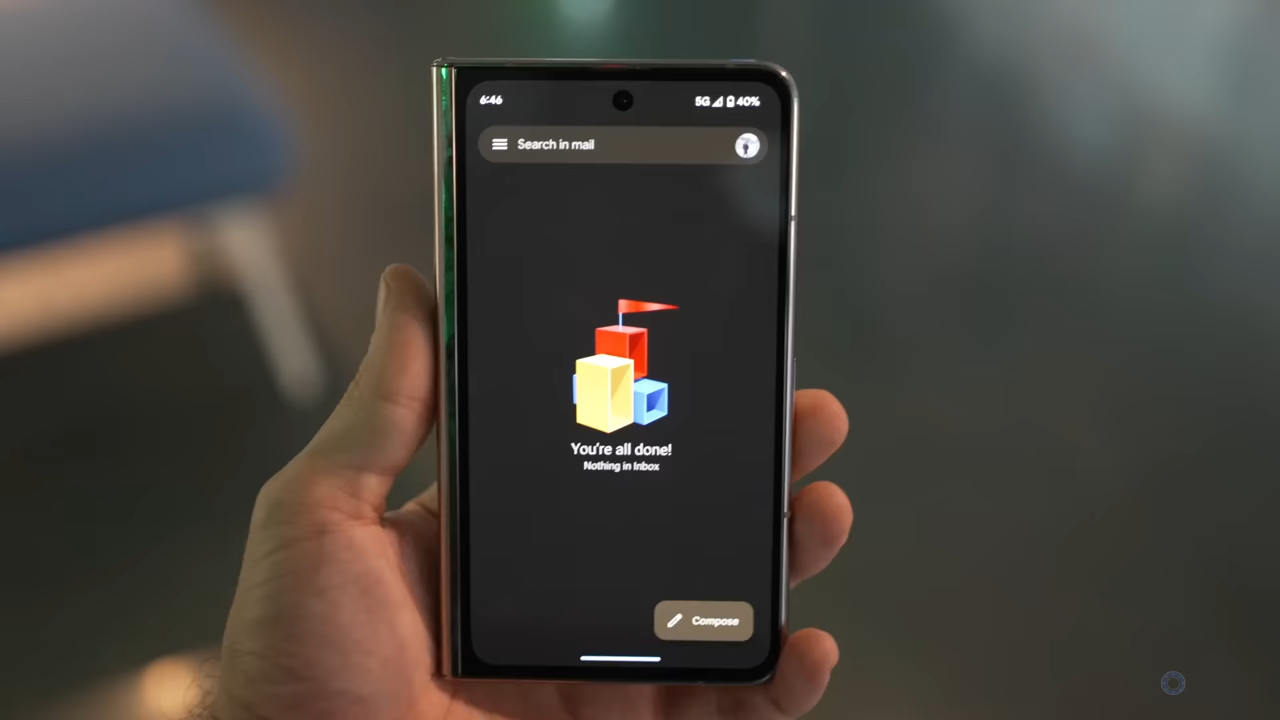 6:46
5G 40%
Search in mail
You're all done!
Nothing in Inbox
Compose